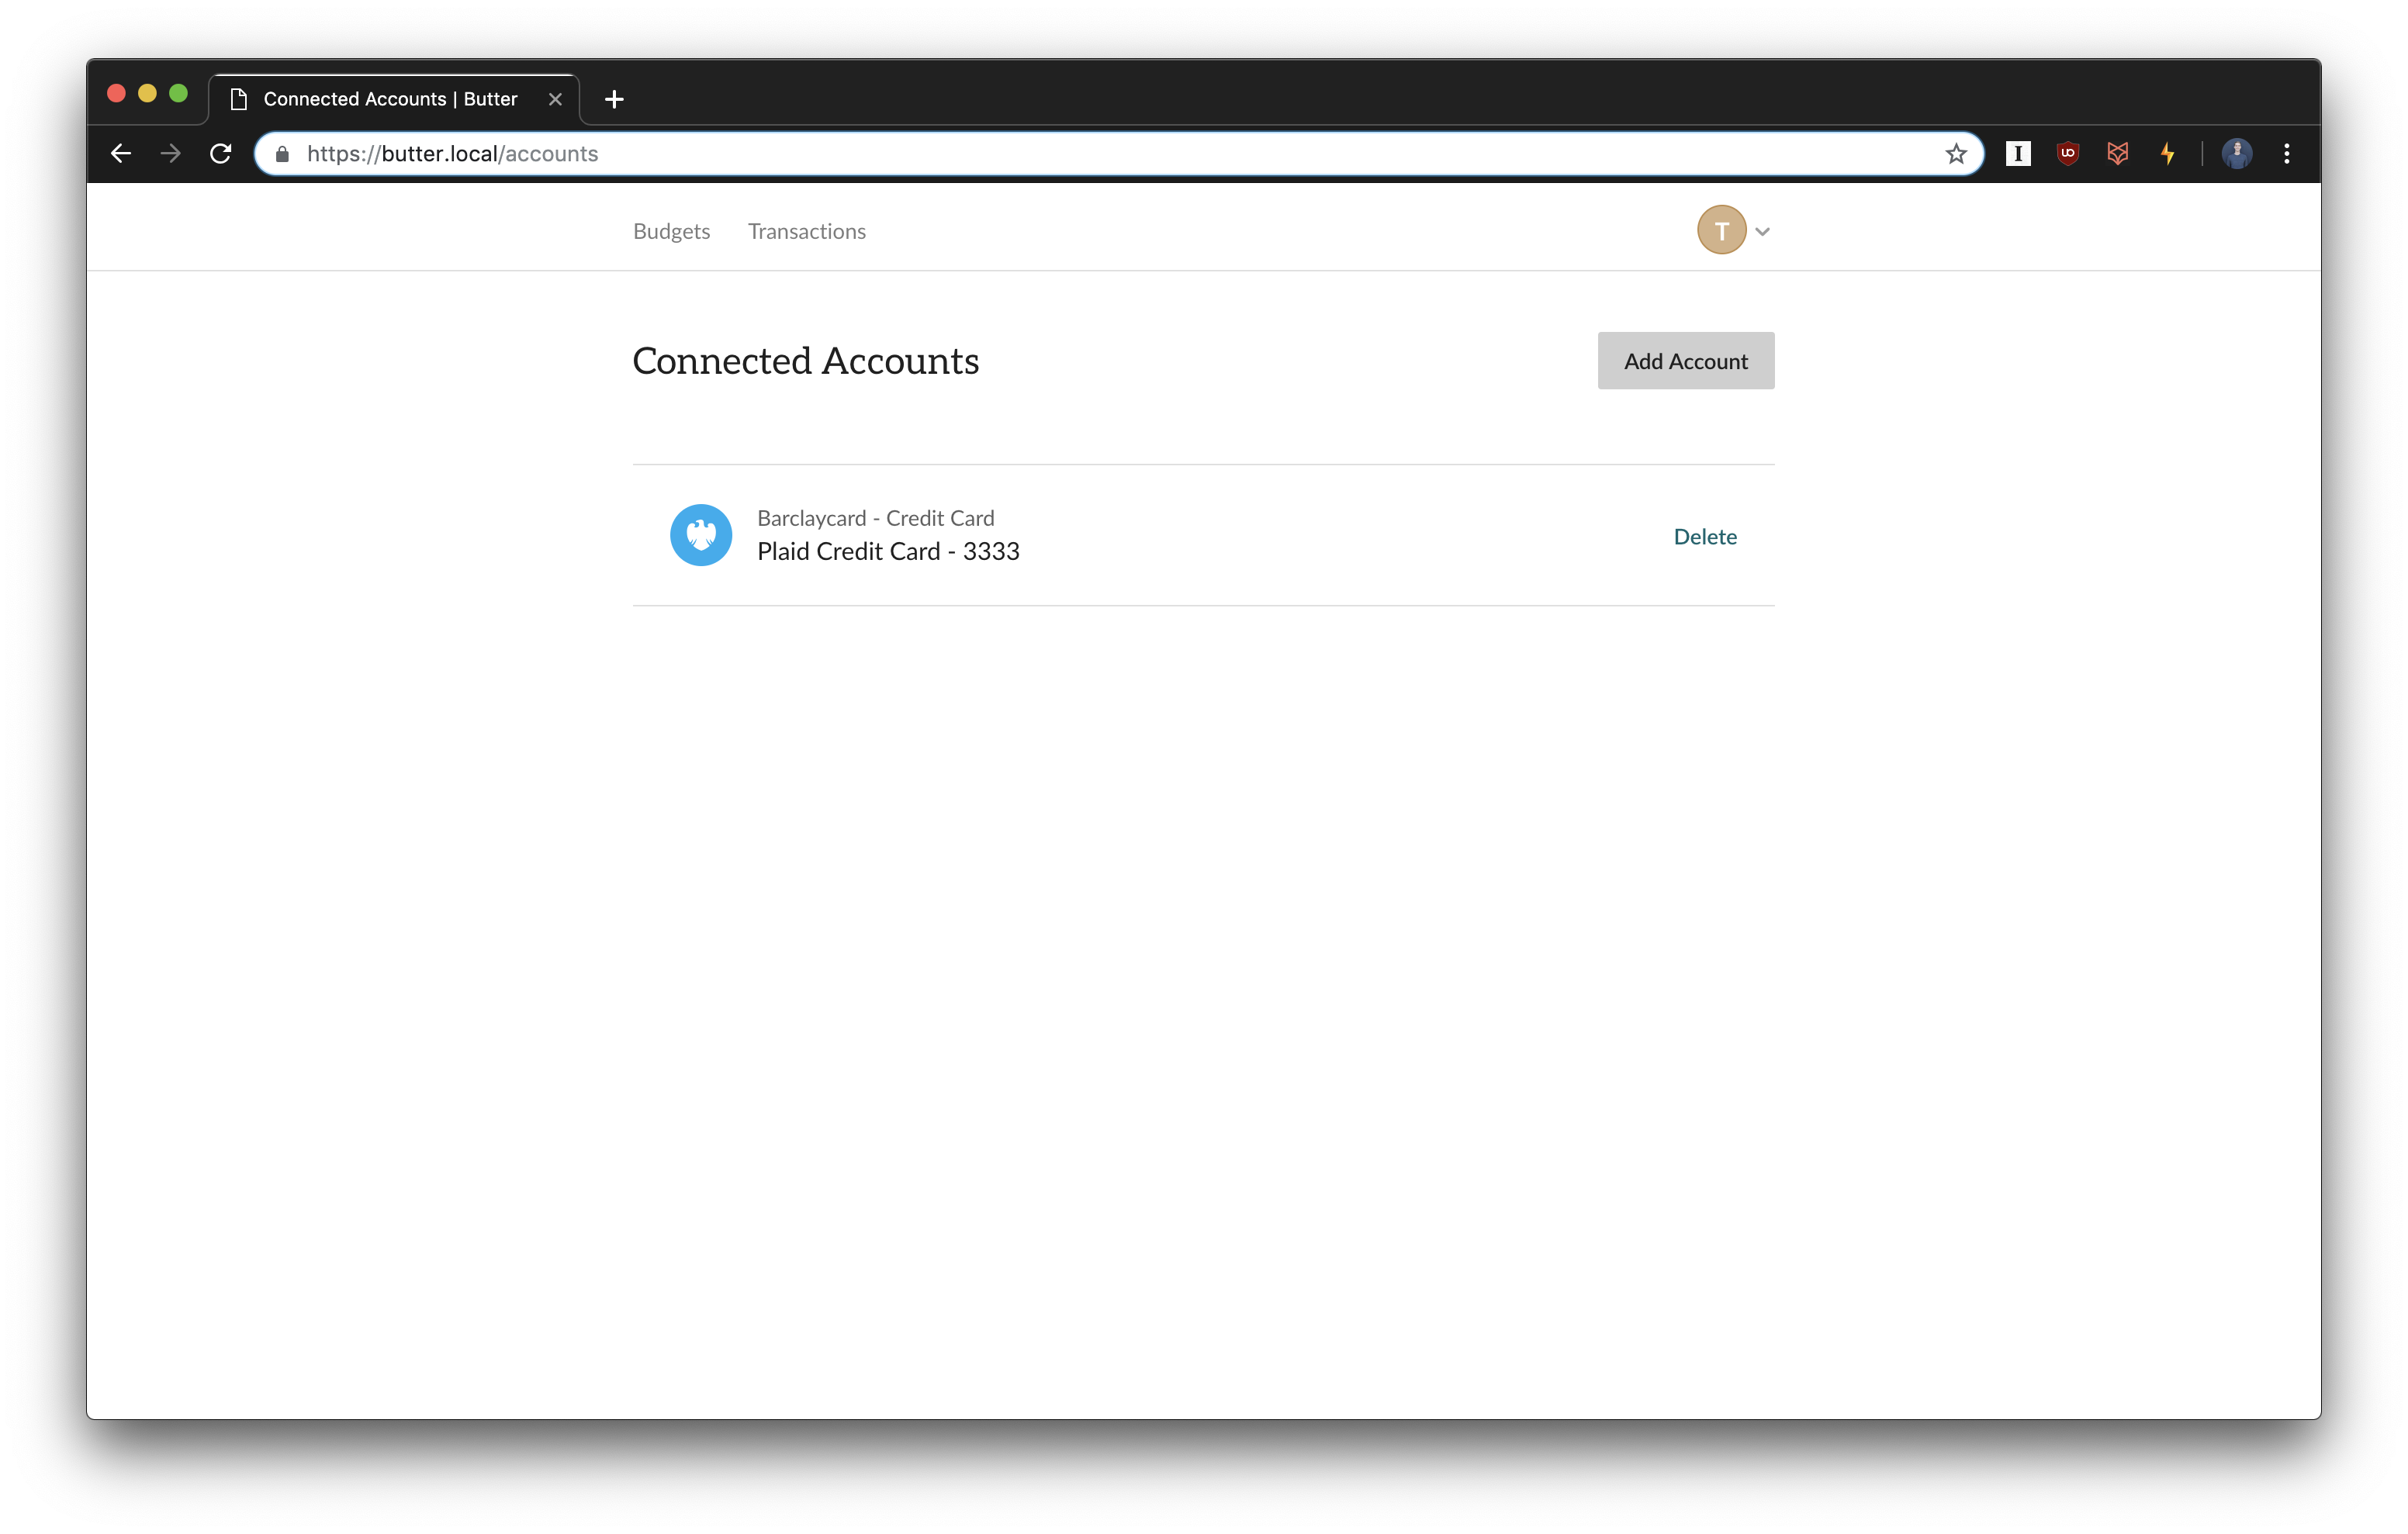 Connected Accounts | Butter
https://butter.local/accounts
I
Budgets Transactions
T
Connected Accounts
Add Account
Barclaycard - Credit Card
Plaid Credit Card - 3333
Delete